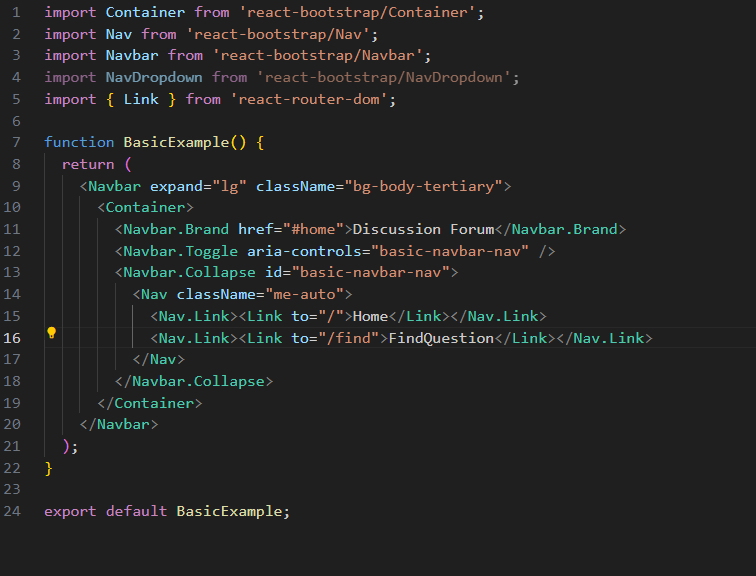 1 import Container from 'react-bootstrap/Container';
2 import Nav from 'react-bootstrap/Nav';
3 import Navbar from 'react-bootstrap/Navbar';
4 import NavDropdown from 'react-bootstrap/NavDropdown';
5 import { Link } from 'react-router-dom';
6
7 function BasicExample() {
8   return (
9     <Navbar expand="lg" className="bg-body-tertiary">
10       <Container>
11         <Navbar.Brand href="#home">Discussion Forum</Navbar.Brand>
12         <Navbar.Toggle aria-controls="basic-navbar-nav" />
13         <Navbar.Collapse id="basic-navbar-nav">
14           <Nav className="me-auto">
15             <Nav.Link><Link to="/">Home</Link></Nav.Link>
16             <Nav.Link><Link to="/find">FindQuestion</Link></Nav.Link>
17           </Nav>
18         </Navbar.Collapse>
19       </Container>
20     </Navbar>
21   );
22 }
23
24 export default BasicExample;